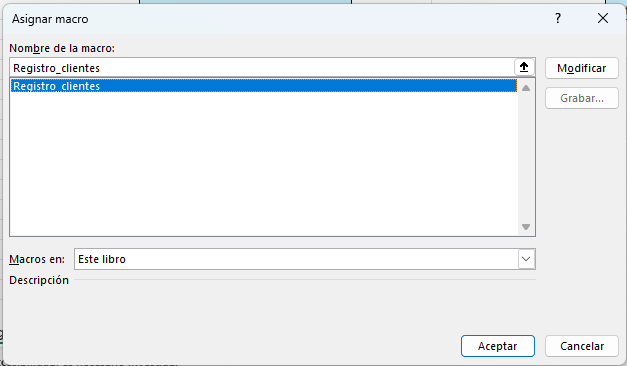 Asignar macro
?
Nombre de la macro:
Registro_clientes
Modificar
Registro_clientes
Grabar...
Macros en:
Este libro
Descripción
Aceptar
Cancelar